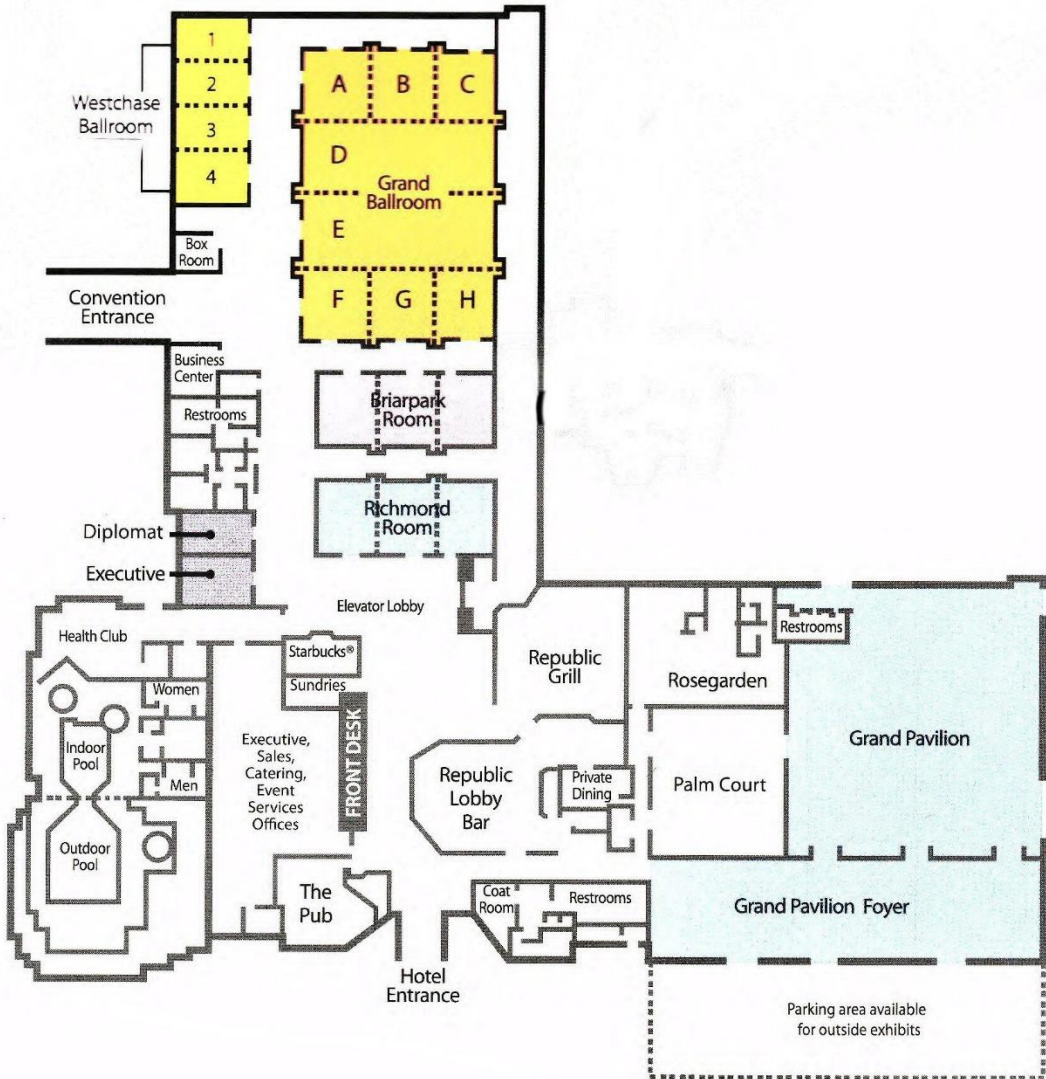 1
2
3
4
Westchase
Ballroom
A
B
C
D
Grand
Ballroom
E
F
G
H
Box
Room
Convention
Entrance
Business
Center
Restrooms
Briarpark
Room
Richmond
Room
Diplomat
Executive
Elevator Lobby
Health Club
Starbucks®
Sundries
Women
Indoor
Pool
Men
Outdoor
Pool
Executive,
Sales,
Catering,
Event
Services
Offices
FRONT DESK
The
Pub
Republic
Grill
Republic
Lobby
Bar
Private
Dining
Rosegarden
Restrooms
Palm Court
Grand Pavilion
Coat
Room
Restrooms
Grand Pavilion Foyer
Hotel
Entrance
Parking area available
for outside exhibits